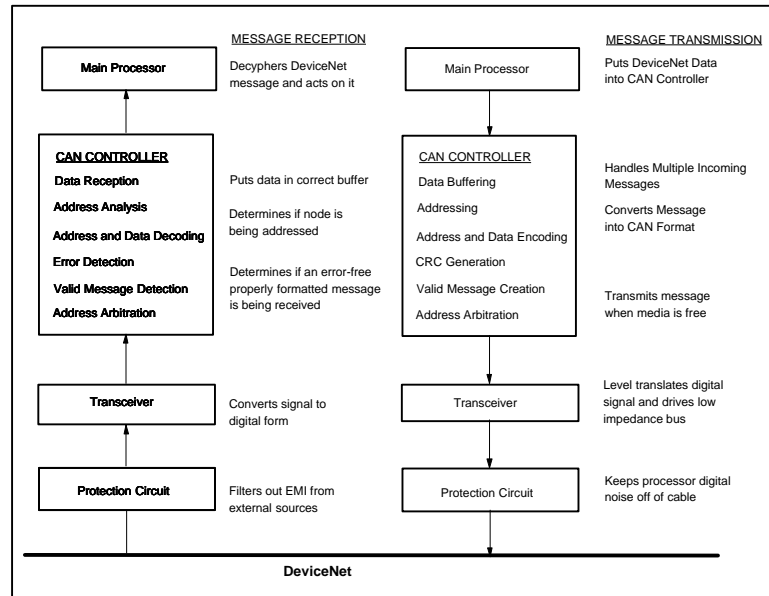 MESSAGE RECEPTION
Main Processor
Decyphers DeviceNet
message and acts on it
CAN CONTROLLER
Data Reception
Puts data in correct buffer
Address Analysis
Determines if node is
being addressed
Address and Data Decoding
Error Detection
Determines if an error-free
properly formatted message
is being received
Valid Message Detection
Address Arbitration
Transceiver
Converts signal to
digital form
Protection Circuit
Filters out EMI from
external sources
MESSAGE TRANSMISSION
Main Processor
Puts DeviceNet Data
into CAN Controller
CAN CONTROLLER
Data Buffering
Handles Multiple Incoming
Messages
Addressing
Converts Message
into CAN Format
Address and Data Encoding
CRC Generation
Valid Message Creation
Transmits message
when media is free
Address Arbitration
Transceiver
Level translates digital
signal and drives low
impedance bus
Protection Circuit
Keeps processor digital
noise off of cable
DeviceNet